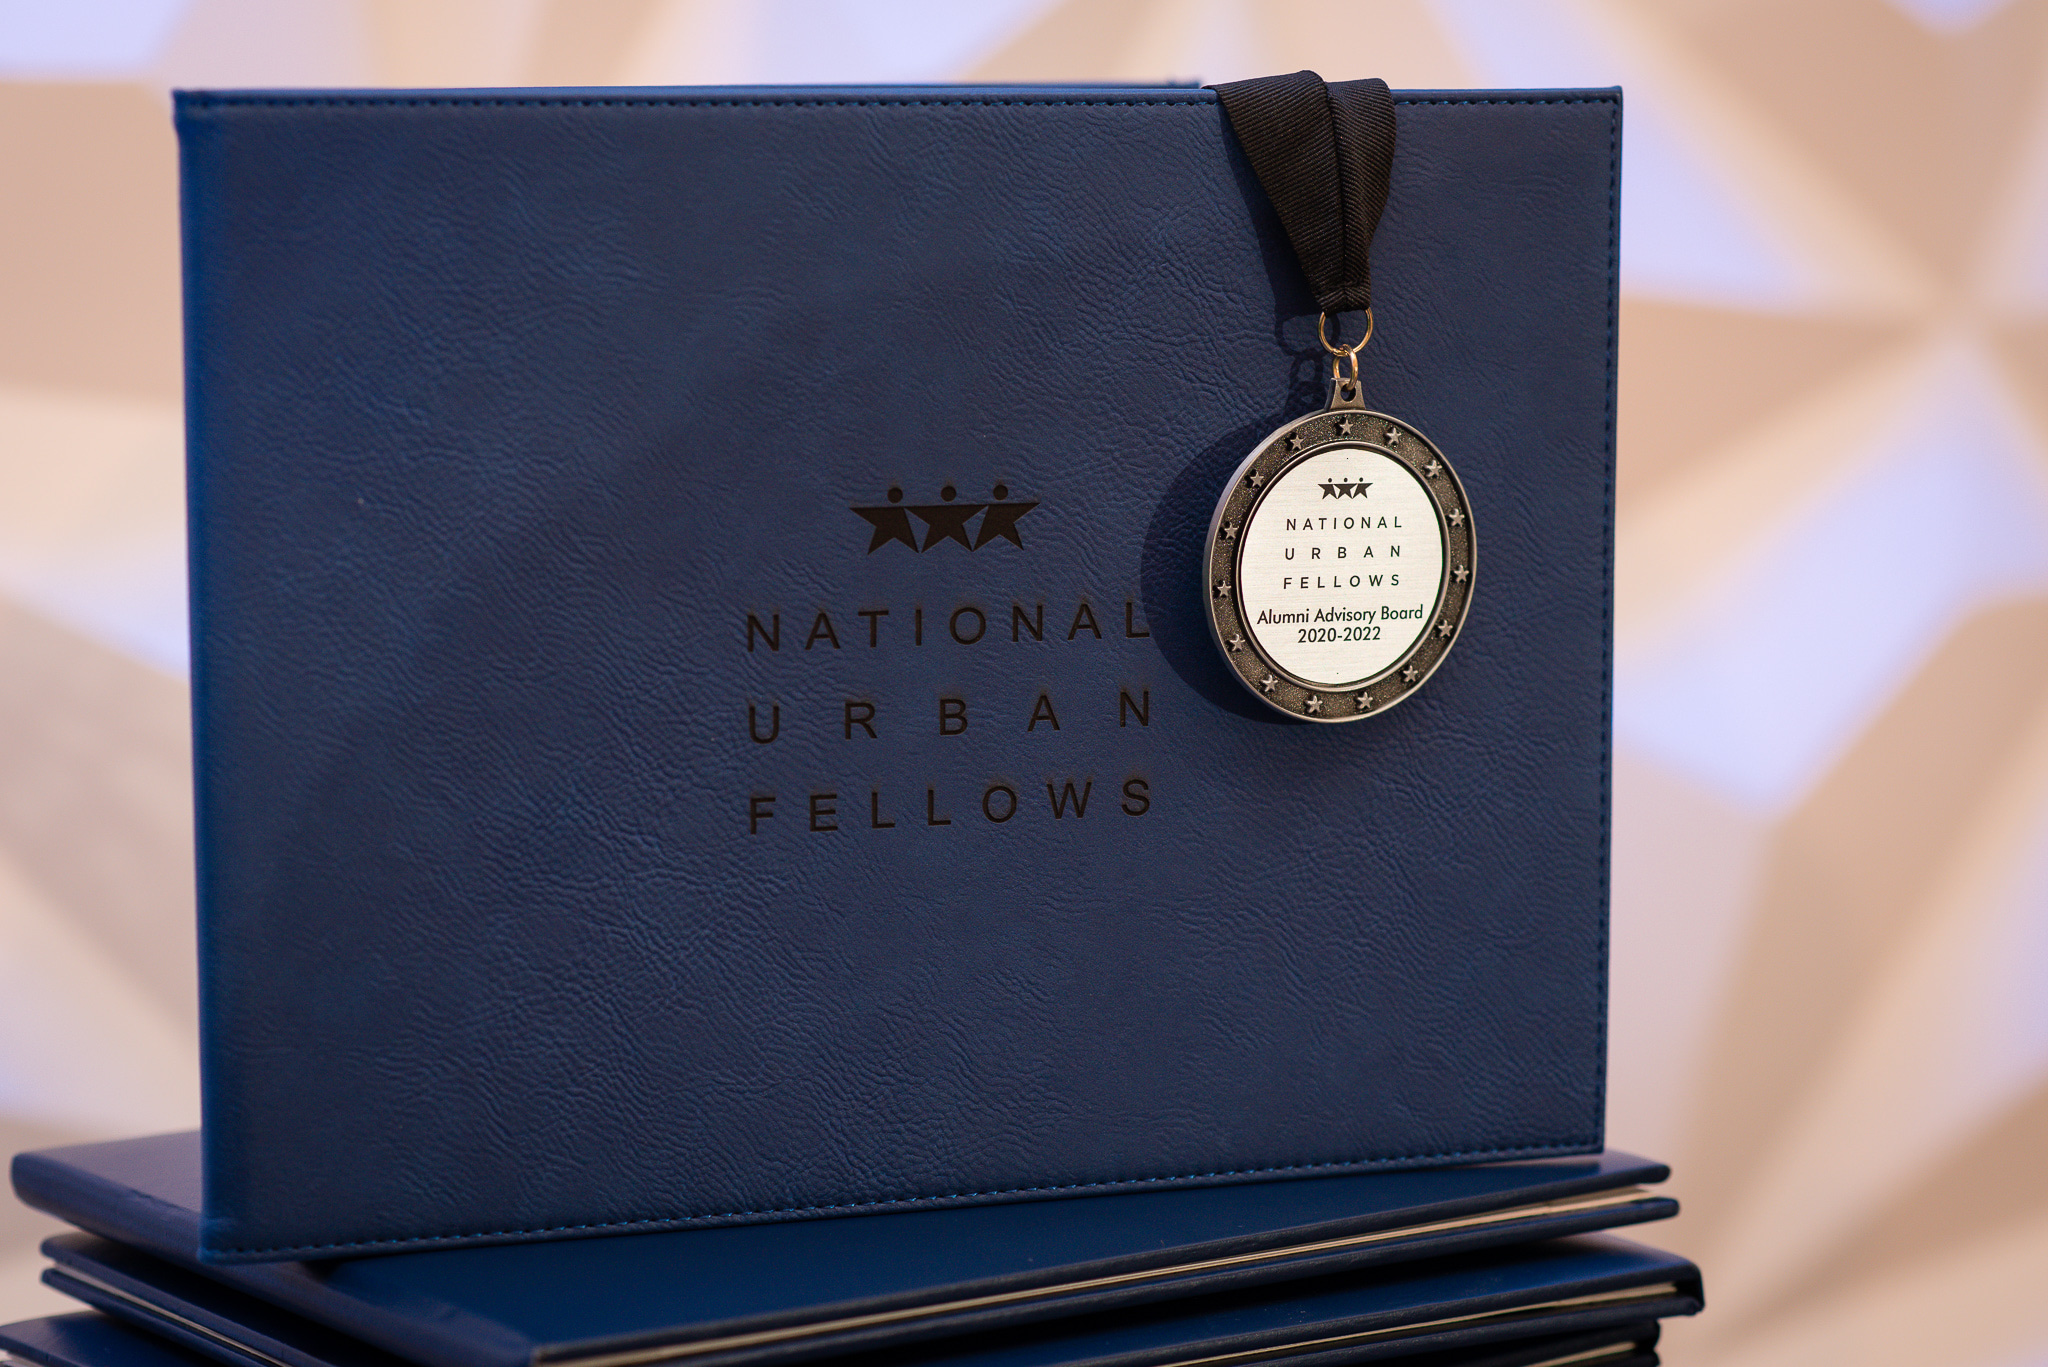 NATIONAL
URBAN
FELLOWS
NATIONAL
URBAN
FELLOWS
Alumni Advisory Board
2020-2022